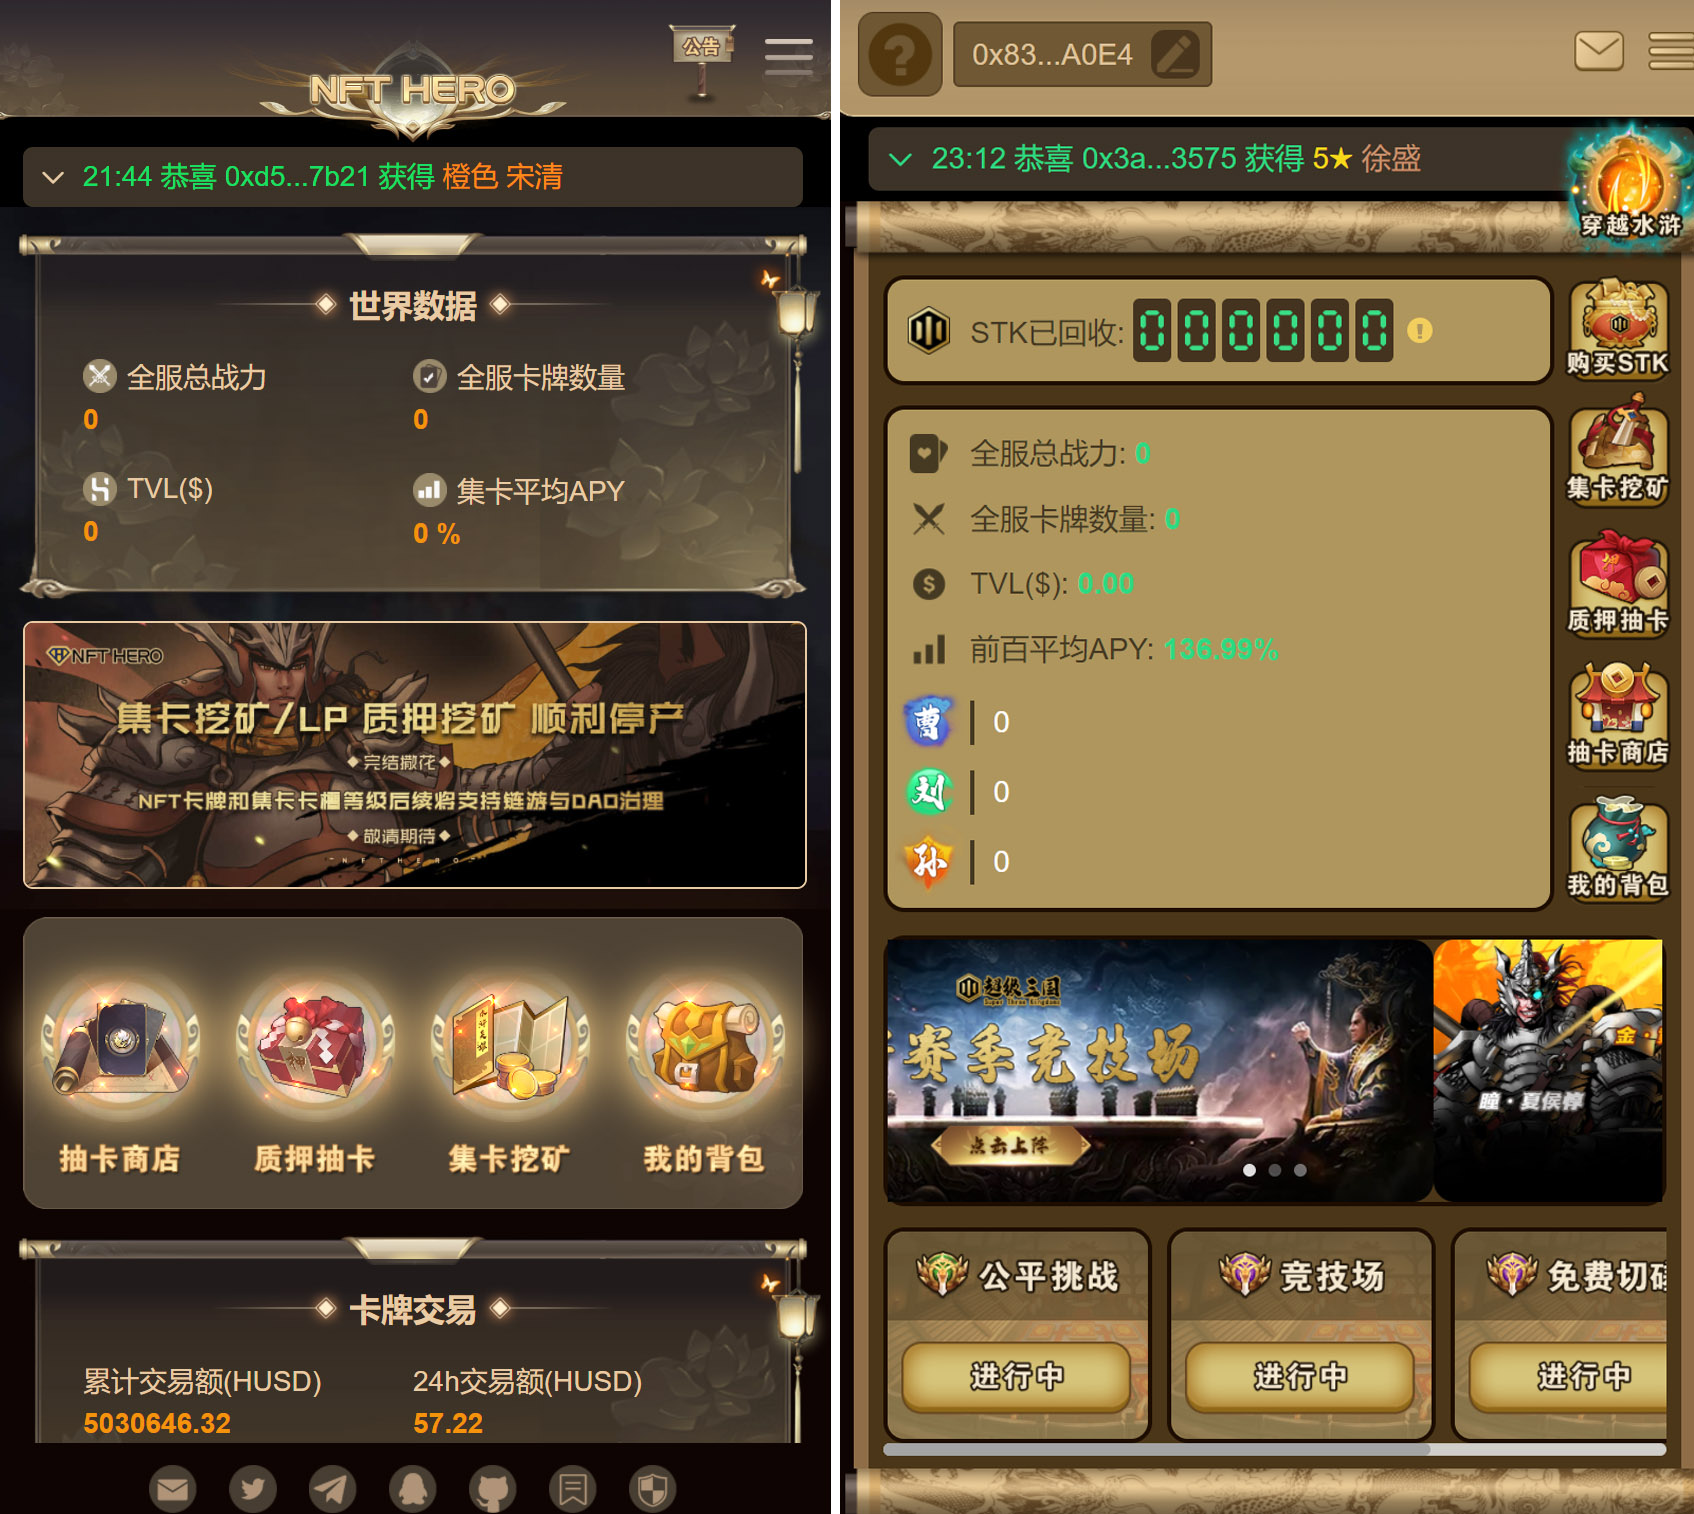 公告
NFT HERO
21:44 恭喜 0xd5...7b21 获得 橙色 宋清
世界数据
全服总战力
0
全服卡牌数量
0
TVL($)
0
集卡平均APY
0 %
NFT HERO
集卡挖矿/LP 质押挖矿 顺利停产
完结撒花
NFT卡牌和集卡卡槽等级后续将支持链游与DAO治理
敬请期待
NFTHERO
抽卡商店
质押抽卡
集卡挖矿
我的背包
卡牌交易
累计交易额(HUSD)
5030646.32
24h交易额(HUSD)
57.22
0x83...A0E4
23:12 恭喜 0x3a...3575 获得 5★ 徐盛
穿越水浒
STK已回收: 000000
购买STK
全服总战力: 0
全服卡牌数量: 0
TVL($): 0.00
前百平均APY: 136.99%
曹 0
刘 0
孙 0
集卡挖矿
质押抽卡
抽卡商店
我的背包
超级三国
Super Three Kingdoms
赛季竞技场
点击上阵
金·
瞳·夏侯惇
公平挑战
进行中
竞技场
进行中
免费切磋
进行中